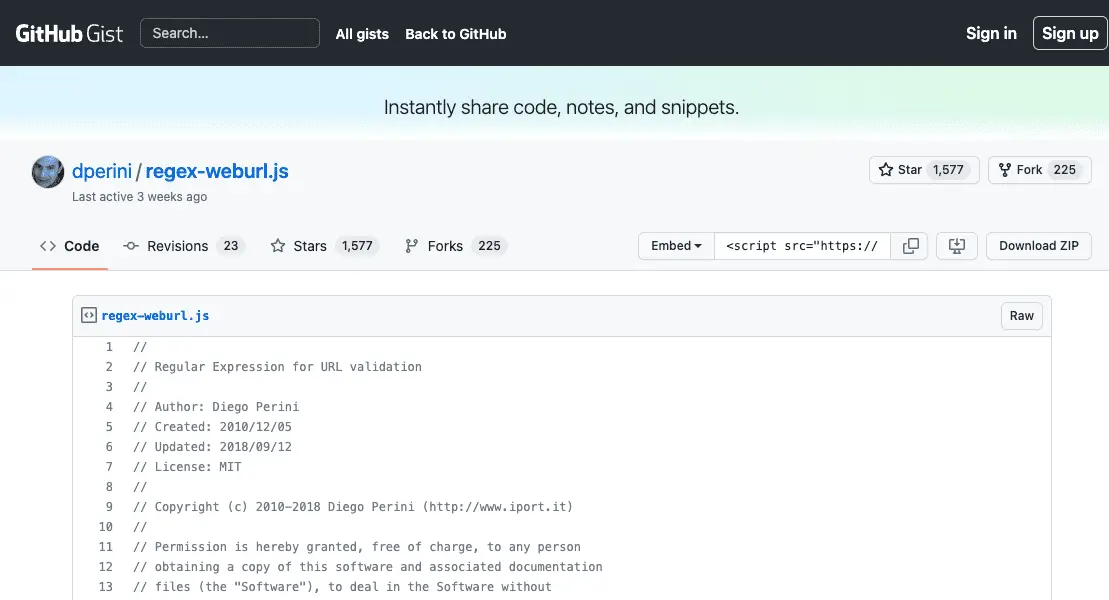 GitHub Gist Search... All gists Back to GitHub Sign in Sign up
Instantly share code, notes, and snippets.
dperini / regex-weburl.js Star 1,577 Fork 225
Last active 3 weeks ago
Code Revisions 23 Stars 1,577 Forks 225 Embed <script src="https:// Download ZIP
regex-weburl.js Raw
1 //
2 // Regular Expression for URL validation
3 //
4 // Author: Diego Perini
5 // Created: 2010/12/05
6 // Updated: 2018/09/12
7 // License: MIT
8 //
9 // Copyright (c) 2010-2018 Diego Perini (http://www.iport.it)
10 //
11 // Permission is hereby granted, free of charge, to any person
12 // obtaining a copy of this software and associated documentation
13 // files (the "Software"), to deal in the Software without